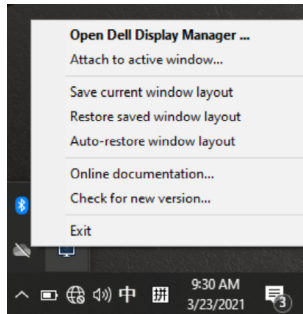 Open Dell Display Manager ...
Attach to active window...
Save current window layout
Restore saved window layout
Auto-restore window layout
Online documentation...
Check for new version...
Exit
中 拼 9:30 AM
3/23/2021 3